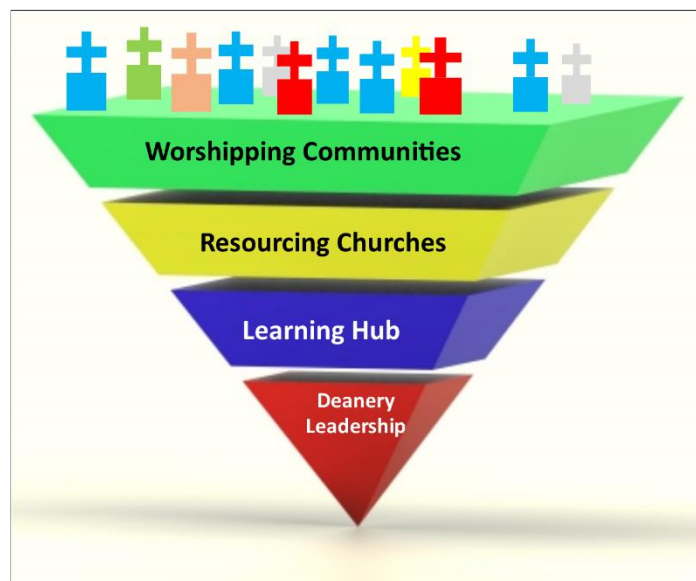 Worshipping Communities
Resourcing Churches
Learning Hub
Deanery
Leadership